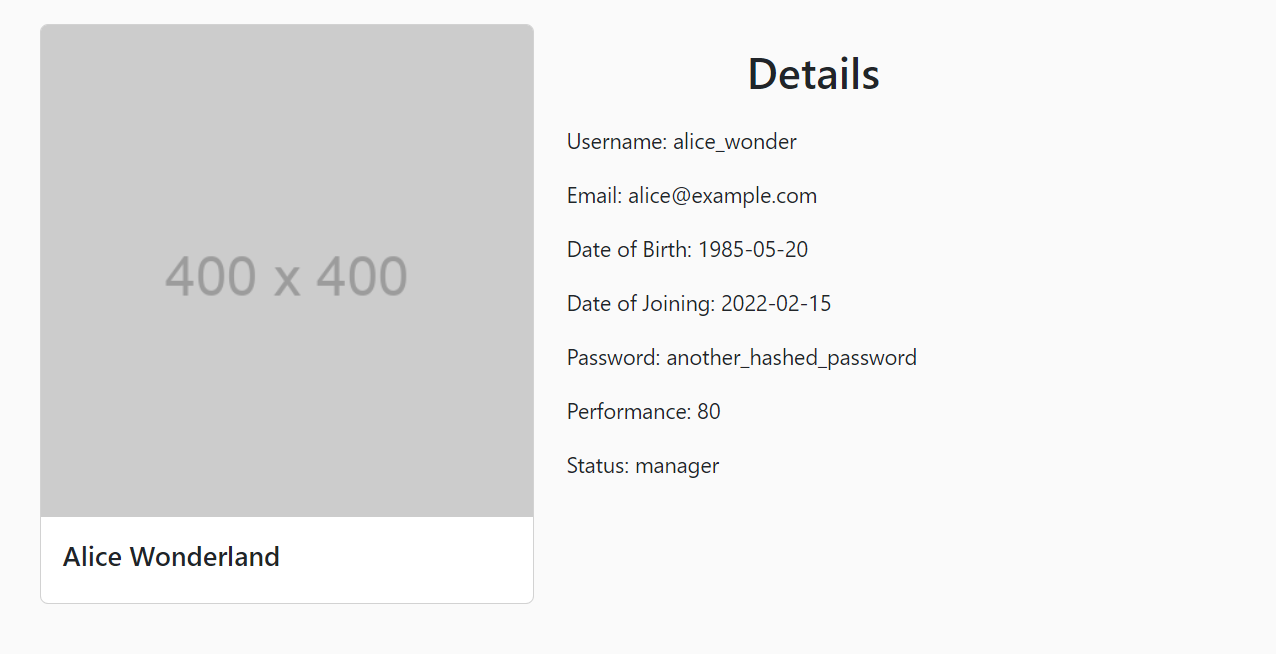 400 x 400
Alice Wonderland
Details
Username: alice_wonder
Email: alice@example.com
Date of Birth: 1985-05-20
Date of Joining: 2022-02-15
Password: another_hashed_password
Performance: 80
Status: manager